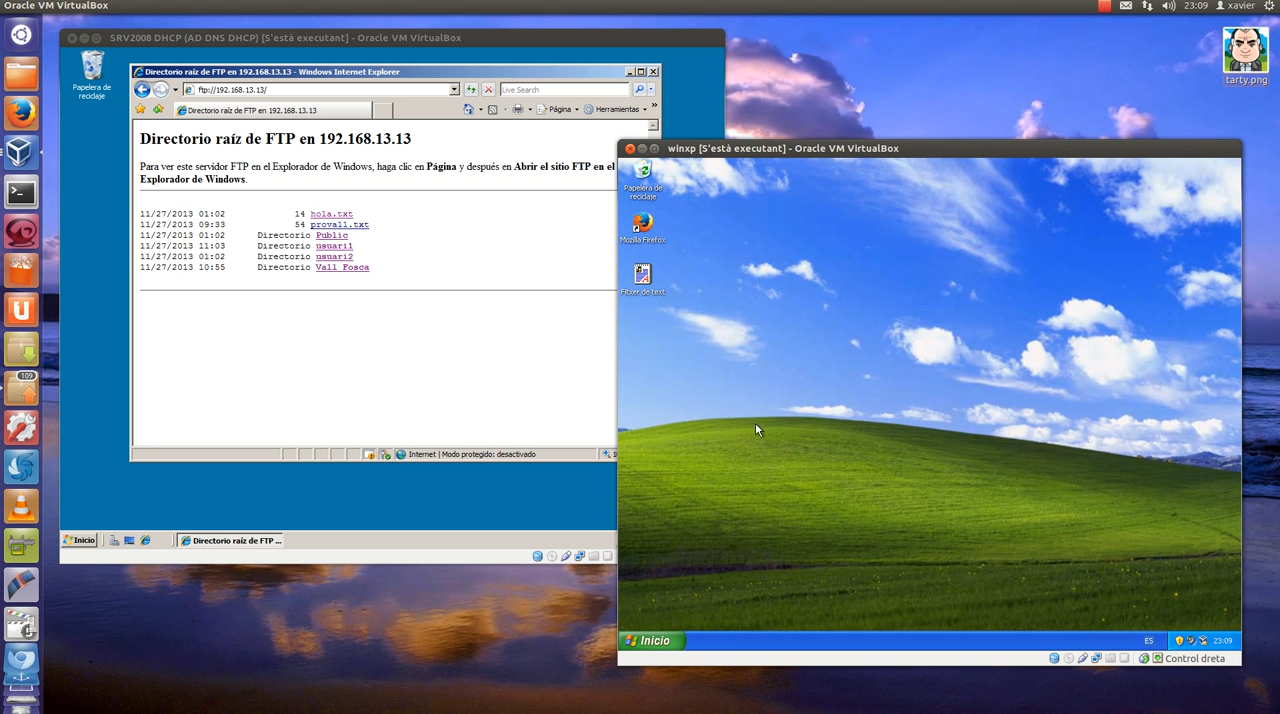 Oracle VM VirtualBox
23:09 xavier
tarty.png
SRV2008 DHCP (AD DNS DHCP) [S'està executant] - Oracle VM VirtualBox
Papelera de
reciclaje
Directorio raíz de FTP en 192.168.13.13 - Windows Internet Explorer
ftp://192.168.13.13/
Live Search
Directorio raíz de FTP en 192.168.13.13
Página
Herramientas
Directorio raíz de FTP en 192.168.13.13
Para ver este servidor FTP en el Explorador de Windows, haga clic en Página y después en Abrir el sitio FTP en el
Explorador de Windows.
11/27/2013 01:02 14 hola.txt
11/27/2013 09:33 54 prova11.txt
11/27/2013 01:02 Directorio Public
11/27/2013 11:03 Directorio usuari1
11/27/2013 01:02 Directorio usuari2
11/27/2013 10:55 Directorio Vall Fosca
Internet | Modo protegido: desactivado
Inicio
Directorio raíz de FTP ...
109
winxp [S'està executant] - Oracle VM VirtualBox
Papelera de
reciclaje
Mozilla Firefox
Fitxer de text
Inicio
ES
23:09
Control dreta